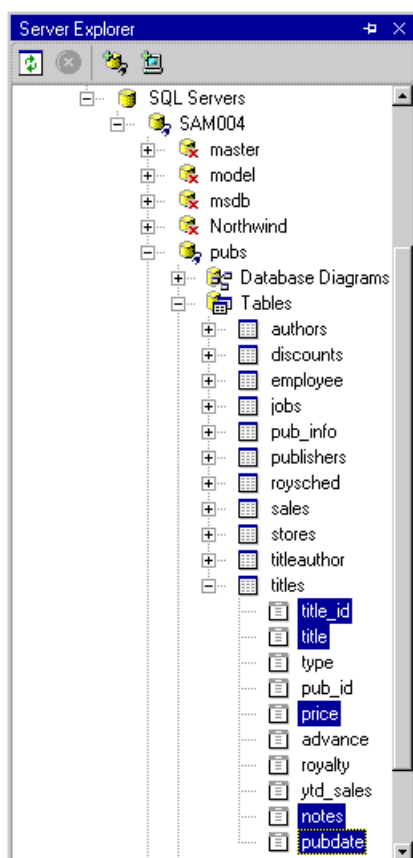 Server Explorer
SQL Servers
SAM004
master
model
msdb
Northwind
pubs
Database Diagrams
Tables
authors
discounts
employee
jobs
pub_info
publishers
roysched
sales
stores
titleauthor
titles
title_id
title
type
pub_id
price
advance
royalty
ytd_sales
notes
pubdate